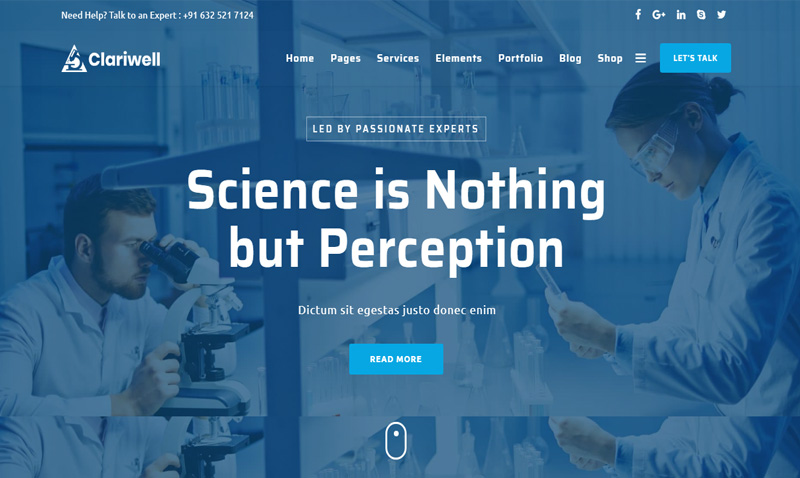 Need Help? Talk to an Expert : +91 632 521 7124
Clariwell
Home Pages Services Elements Portfolio Blog Shop
LET'S TALK
LED BY PASSIONATE EXPERTS
Science is Nothing
but Perception
Dictum sit egestas justo donec enim
READ MORE